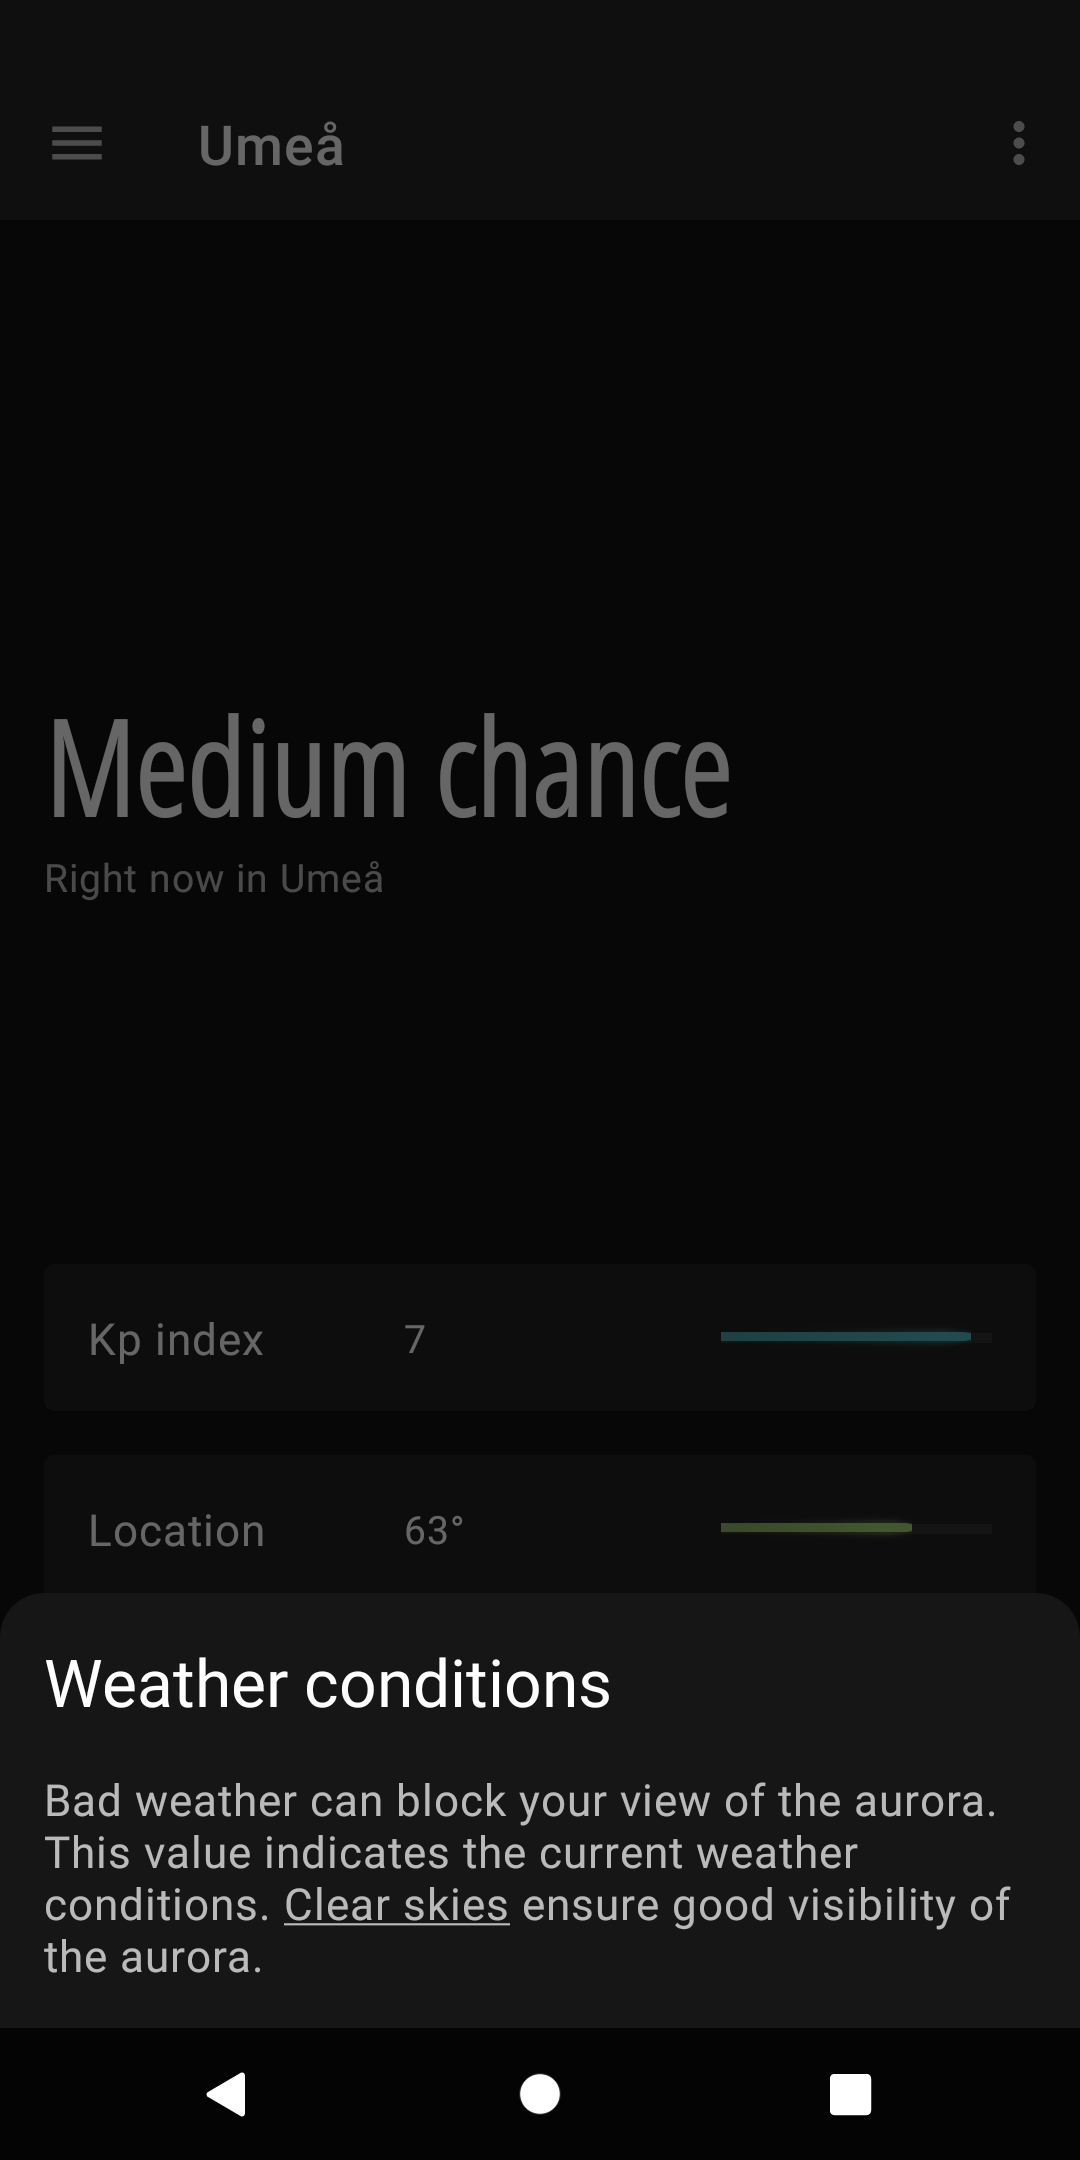 Umeå
Medium chance
Right now in Umeå
Kp index 7
Location 63°
Weather conditions
Bad weather can block your view of the aurora.
This value indicates the current weather
conditions. Clear skies ensure good visibility of
the aurora.